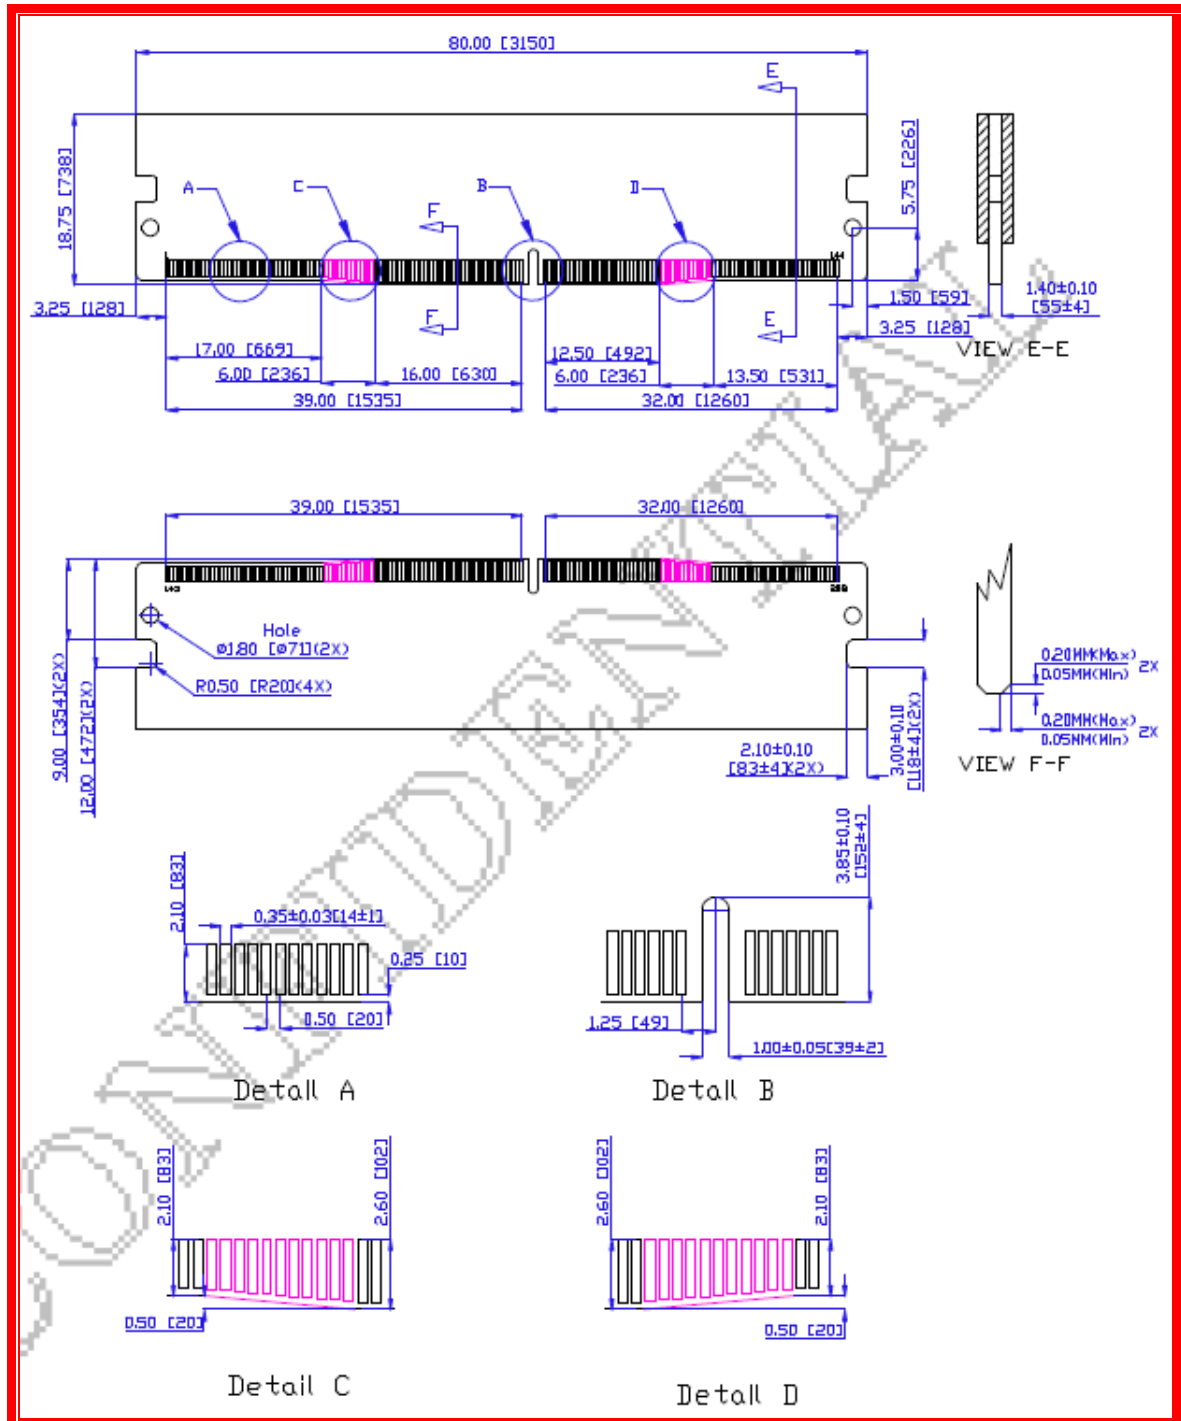 80.00 [3150]
E
18.75 [738]
A
C
B
D
F
5.75 [226]
1
144
3.25 [128]
F
E
1.50 [59]
1.40±0.10
[55±4]
3.25 [128]
VIEW E-E
17.00 [669]
12.50 [492]
6.00 [236]
16.00 [630]
6.00 [236]
13.50 [531]
39.00 [1535]
32.00 [1260]
39.00 [1535]
32.00 [1260]
288
Hole
ø1.80 [ø71](2X)
R0.50 [R20](4X)
9.00 [354](2X)
12.00 [472](2X)
2.10±0.10
[83±4](2X)
3.00±0.10
[118±4](2X)
0.20MM(Max)
0.05MM(Min)
2X
0.20MM(Max)
0.05MM(Min)
2X
VIEW F-F
2.10 [83]
0.35±0.03[14±1]
0.25 [10]
0.50 [20]
Detail A
3.85±0.10
[152±4]
1.25 [49]
1.00±0.05[39±2]
Detail B
2.10 [83]
2.60 [102]
0.50 [20]
Detail C
2.60 [102]
2.10 [83]
0.50 [20]
Detail D
CONFIDENTIAL